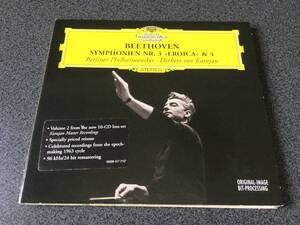 Deutsche
Grammophon
BEETHOVEN
SYMPHONIEN NR. 3 »EROICA« & 4
Berliner Philharmoniker · Herbert von Karajan
STEREO
• Volume 2 from the new 10-CD box-set
Karajan Master Recordings
• Specially priced reissue
• Celebrated recordings from the epoch-
making 1963 cycle
• 96 kHz/24 bit remastering
ORIGINAL-IMAGE
BIT-PROCESSING